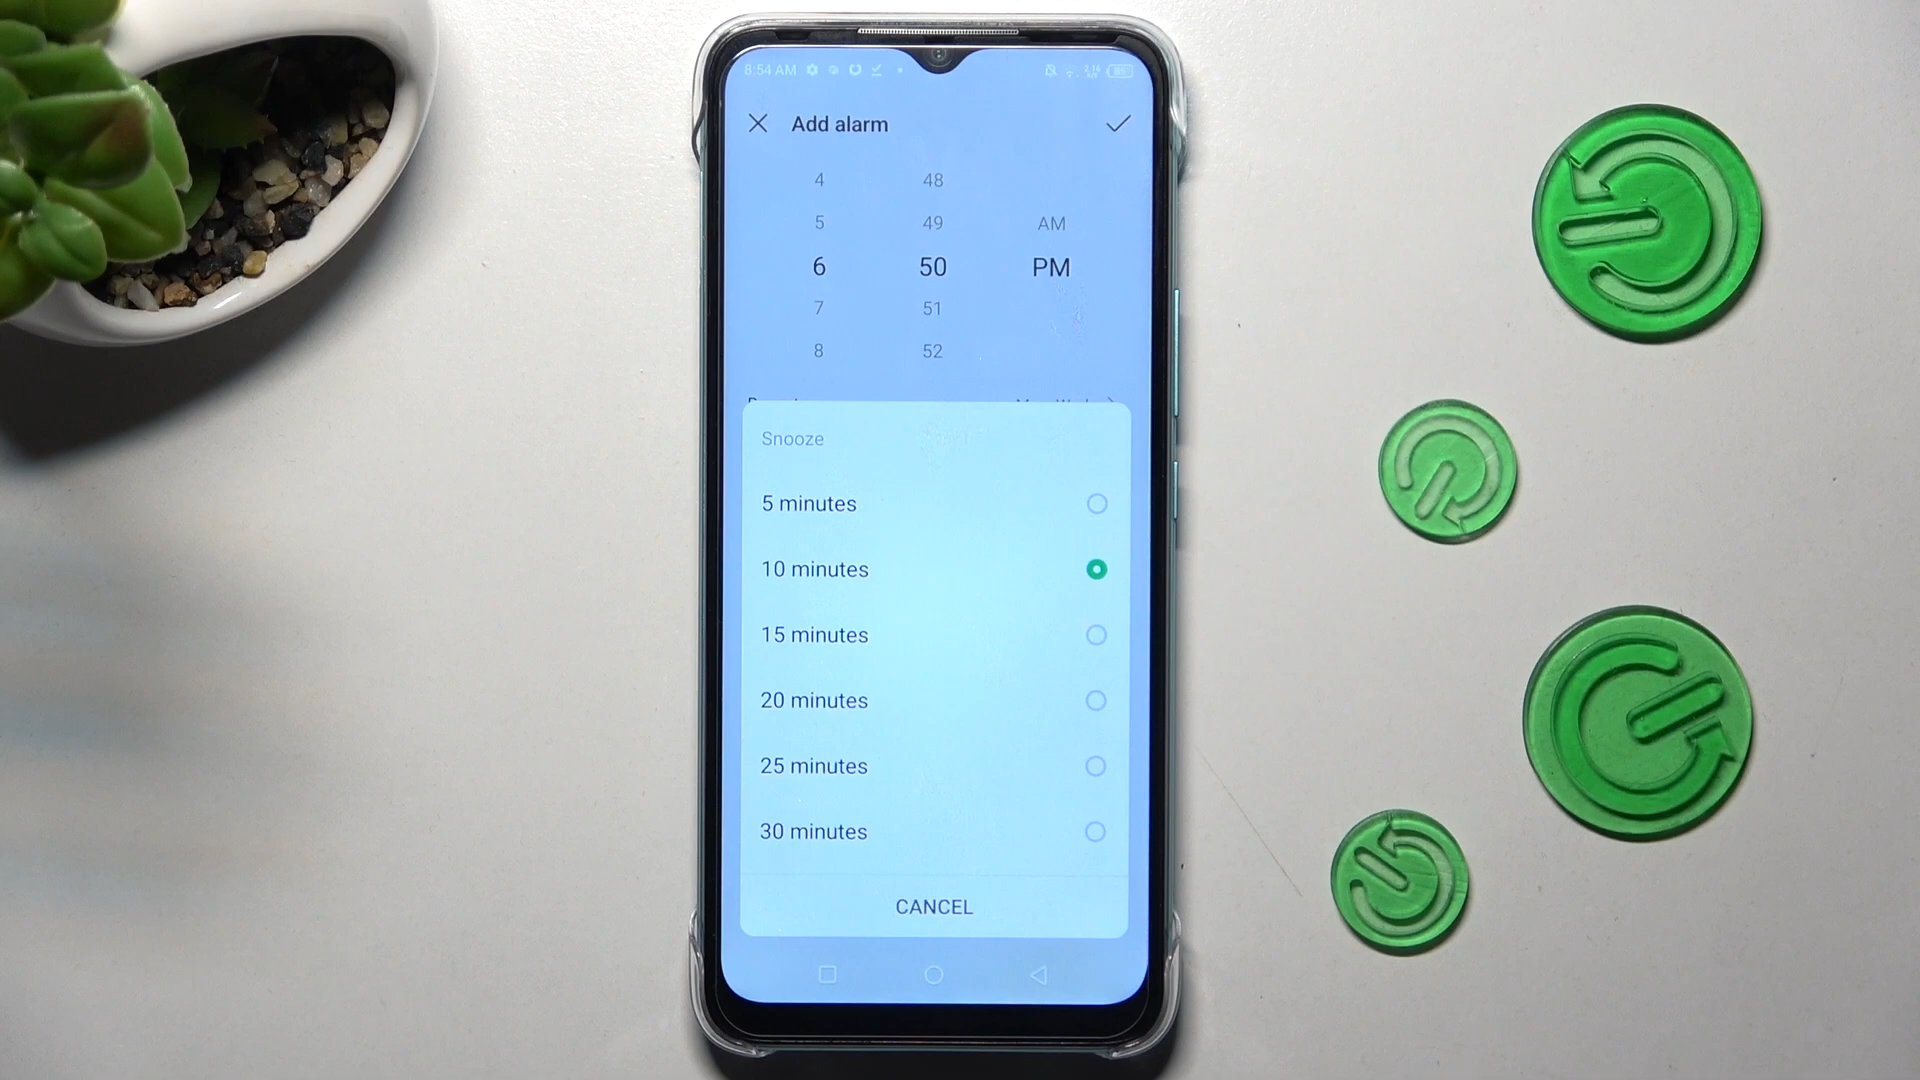 8:54 AM
Add alarm
4 48
5 49 AM
6 50 PM
7 51
8 52
Snooze
5 minutes
10 minutes
15 minutes
20 minutes
25 minutes
30 minutes
CANCEL